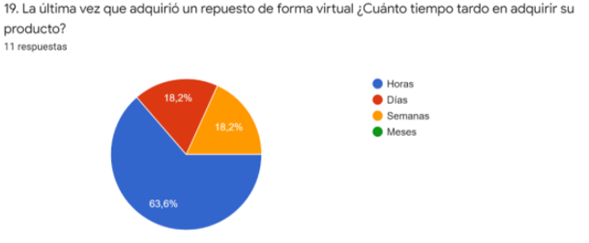 19. La última vez que adquirió un repuesto de forma virtual ¿Cuánto tiempo tardo en adquirir su
producto?
11 respuestas
Horas
Días
Semanas
Meses
18,2%
18,2%
63,6%